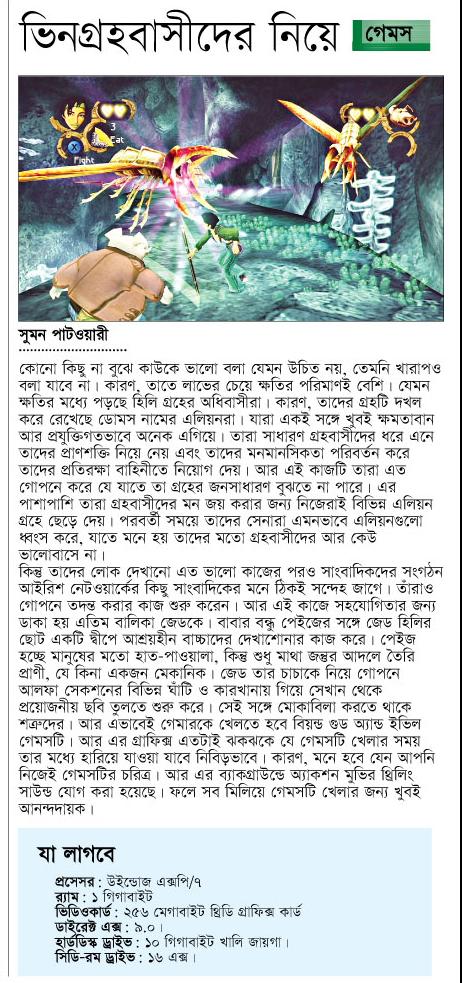 ভিনগ্রহবাসীদের নিয়ে গেমস
3
Eat
X
Fight
সুমন পাটওয়ারী
কোনো কিছু না বুঝে কাউকে ভালো বলা যেমন উচিত নয়, তেমনি খারাপও
বলা যাবে না। কারণ, তাতে লাভের চেয়ে ক্ষতির পরিমাণই বেশি। যেমন
ক্ষতির মধ্যে পড়ছে হিলি গ্রহের অধিবাসীরা। কারণ, তাদের গ্রহটি দখল
করে রেখেছে ডোমস নামের এলিয়নরা। যারা একই সঙ্গে খুবই ক্ষমতাবান
আর প্রযুক্তিগতভাবে অনেক এগিয়ে। তারা সাধারণ গ্রহবাসীদের ধরে এনে
তাদের প্রাণশক্তি নিয়ে নেয় এবং তাদের মনমানসিকতা পরিবর্তন করে
তাদের প্রতিরক্ষা বাহিনীতে নিয়োগ দেয়। আর এই কাজটি তারা এত
গোপনে করে যে যাতে তা গ্রহের জনসাধারণ বুঝতে না পারে। এর
পাশাপাশি তারা গ্রহবাসীদের মন জয় করার জন্য নিজেরাই বিভিন্ন এলিয়ন
গ্রহে ছেড়ে দেয়। পরবর্তী সময়ে তাদের সেনারা এমনভাবে এলিয়নগুলো
ধ্বংস করে, যাতে মনে হয় তাদের মতো গ্রহবাসীদের আর কেউ
ভালোবাসে না।
কিন্তু তাদের লোক দেখানো এত ভালো কাজের পরও সাংবাদিকদের সংগঠন
আইরিশ নেটওয়ার্কের কিছু সাংবাদিকের মনে ঠিকই সন্দেহ জাগে। তাঁরাও
গোপনে তদন্ত করার কাজ শুরু করেন। আর এই কাজে সহযোগিতার জন্য
ডাকা হয় এতিম বালিকা জেডকে। বাবার বন্ধু পেইজের সঙ্গে জেড হিলির
ছোট একটি দ্বীপে আশ্রয়হীন বাচ্চাদের দেখাশোনার কাজ করে। পেইজ
হচ্ছে মানুষের মতো হাত-পাওয়ালা, কিন্তু শুধু মাথা জন্তুর আদলে তৈরি
প্রাণী, যে কিনা একজন মেকানিক। জেড তার চাচাকে নিয়ে গোপনে
আলফা সেকশনের বিভিন্ন ঘাঁটি ও কারখানায় গিয়ে সেখান থেকে
প্রয়োজনীয় ছবি তুলতে শুরু করে। সেই সঙ্গে মোকাবিলা করতে থাকে
শত্রুদের। আর এভাবেই গেমারকে খেলতে হবে বিয়ন্ড গুড অ্যান্ড ইভিল
গেমসটি। আর এর গ্রাফিক্স এতটাই ঝকঝকে যে গেমসটি খেলার সময়
তার মধ্যে হারিয়ে যাওয়া যাবে নিবিড়ভাবে। কারণ, মনে হবে যেন আপনি
নিজেই গেমসটির চরিত্র। আর এর ব্যাকগ্রাউন্ডে অ্যাকশন মুভির থ্রিলিং
সাউন্ড যোগ করা হয়েছে। ফলে সব মিলিয়ে গেমসটি খেলার জন্য খুবই
আনন্দদায়ক।
যা লাগবে
প্রসেসর : উইন্ডোজ এক্সপি/৭
র‍্যাম : ১ গিগাবাইট
ভিডিওকার্ড : ২৫৬ মেগাবাইট থ্রিডি গ্রাফিক্স কার্ড
ডাইরেক্ট এক্স : ৯.০।
হার্ডডিস্ক ড্রাইভ : ১০ গিগাবাইট খালি জায়গা।
সিডি-রম ড্রাইভ : ১৬ এক্স।